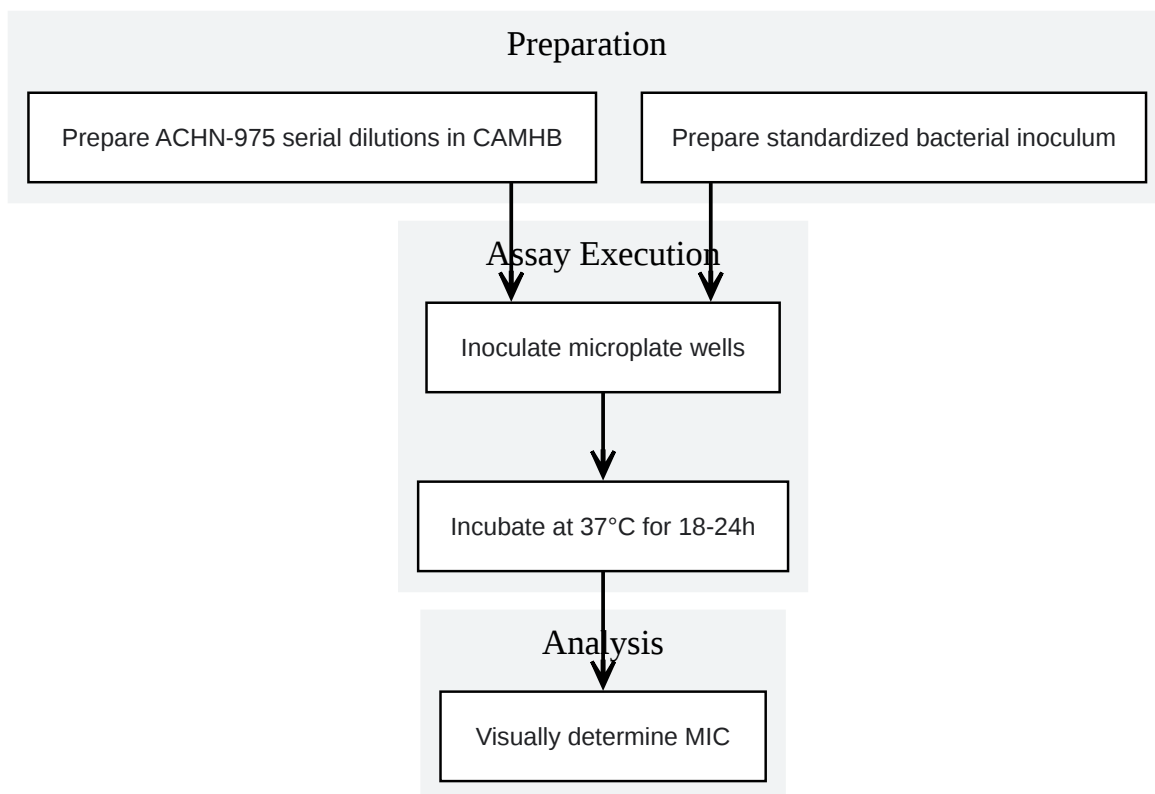 Preparation
Prepare ACHN-975 serial dilutions in CAMHB
Prepare standardized bacterial inoculum
Assay Execution
Inoculate microplate wells
Incubate at 37°C for 18-24h
Analysis
Visually determine MIC